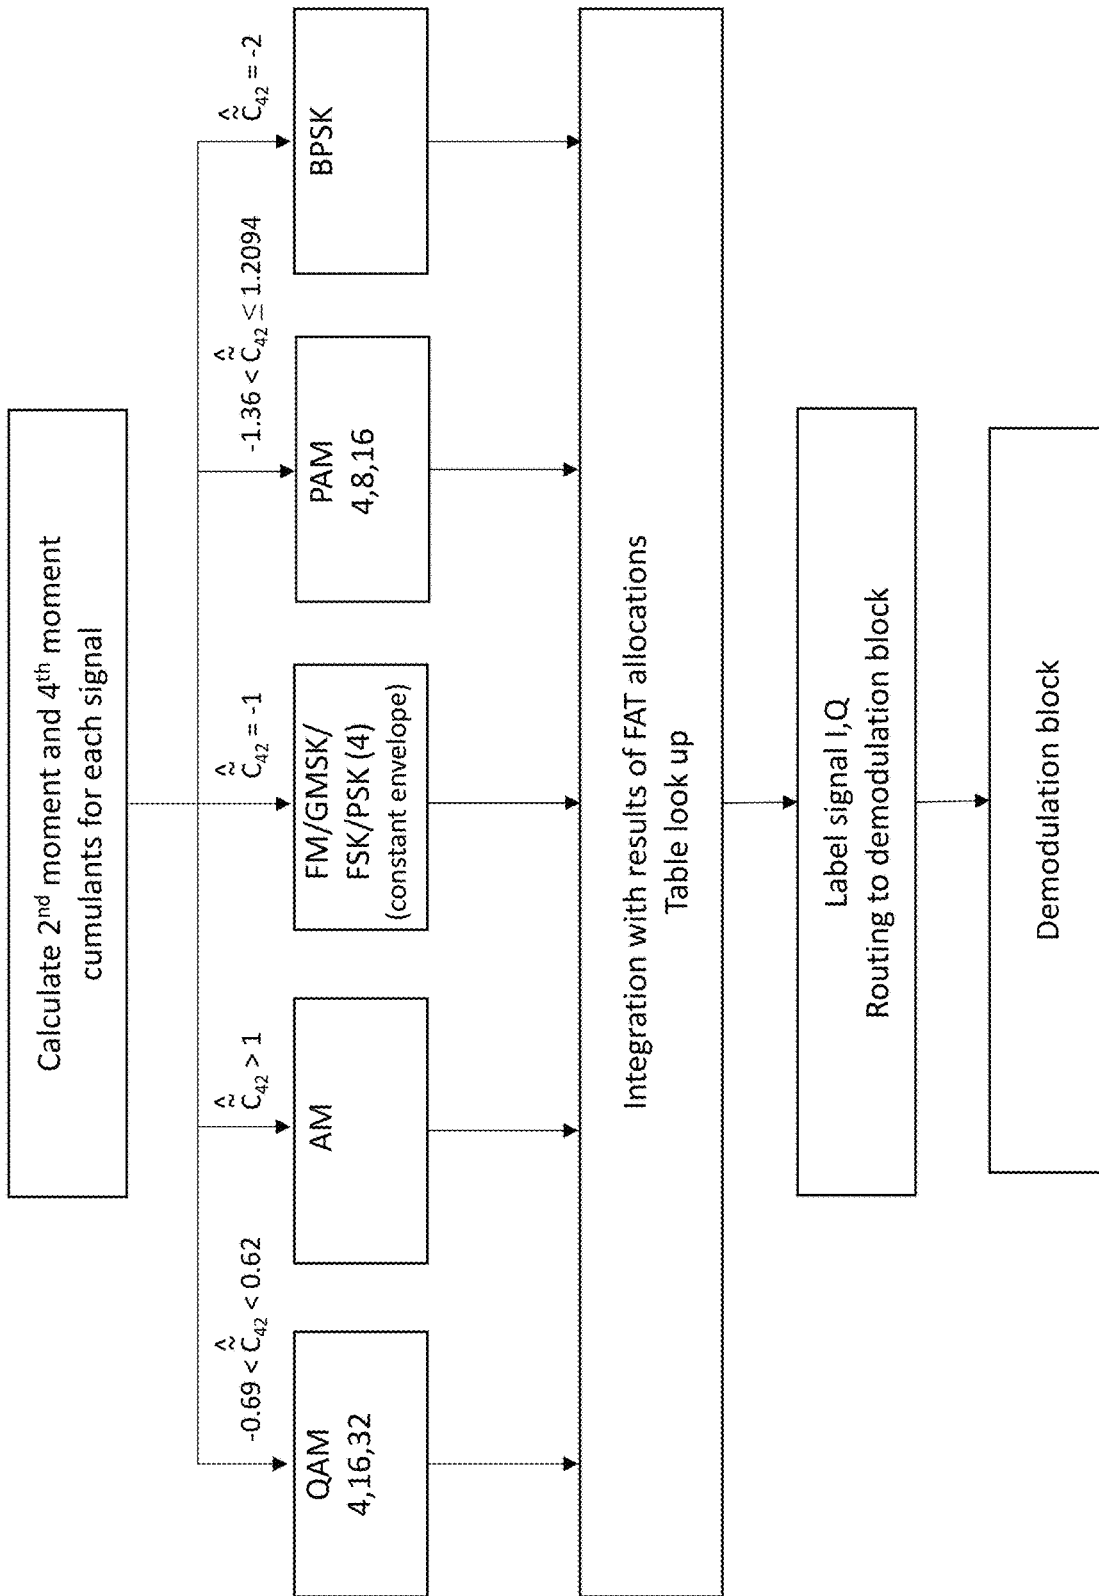 Calculate 2nd moment and 4th moment
cumulants for each signal
-0.69 < Ĉ̃42 < 0.62
Ĉ̃42 > 1
Ĉ̃42 = -1
-1.36 < Ĉ̃42 ≤ 1.2094
Ĉ̃42 = -2
QAM
4,16,32
AM
FM/GMSK/
FSK/PSK (4)
(constant envelope)
PAM
4,8,16
BPSK
Integration with results of FAT allocations
Table look up
Label signal I,Q
Routing to demodulation block
Demodulation block